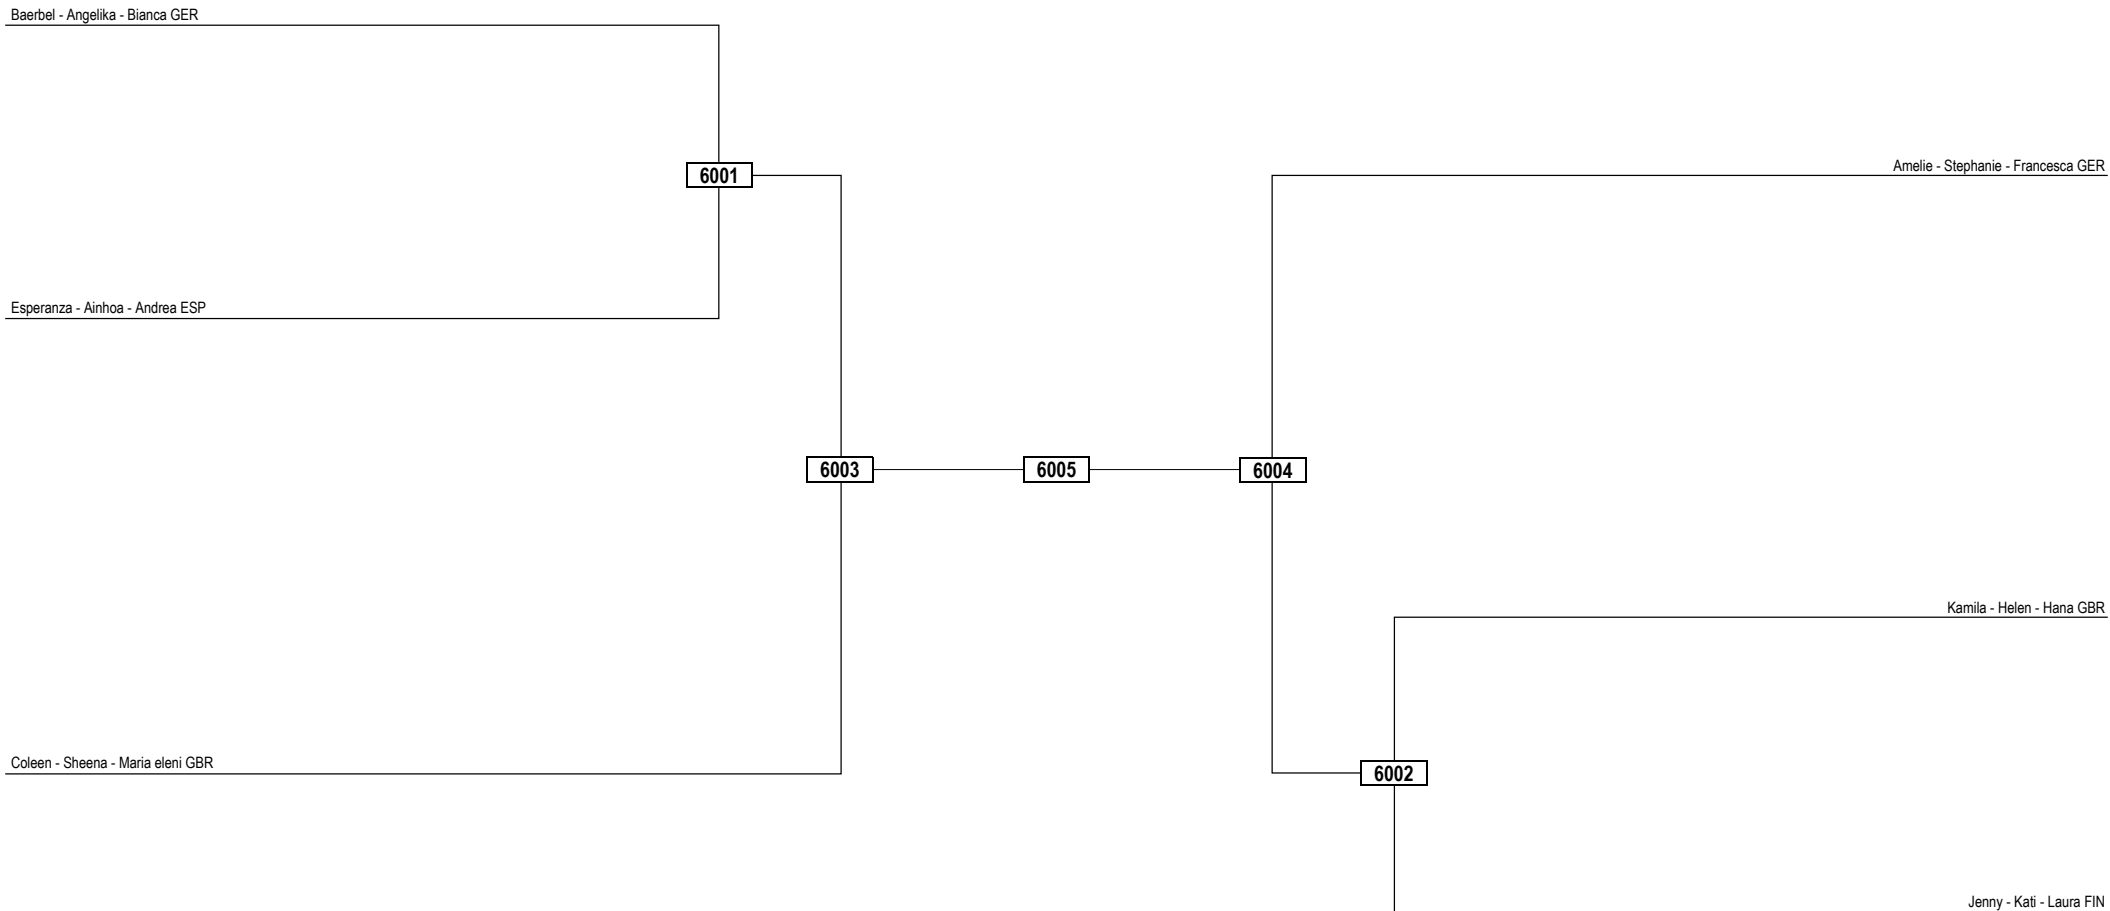 Baerbel - Angelika - Bianca GER
6001
Amelie - Stephanie - Francesca GER
Esperanza - Ainhoa - Andrea ESP
6003
6005
6004
Kamila - Helen - Hana GBR
Coleen - Sheena - Maria eleni GBR
6002
Jenny - Kati - Laura FIN